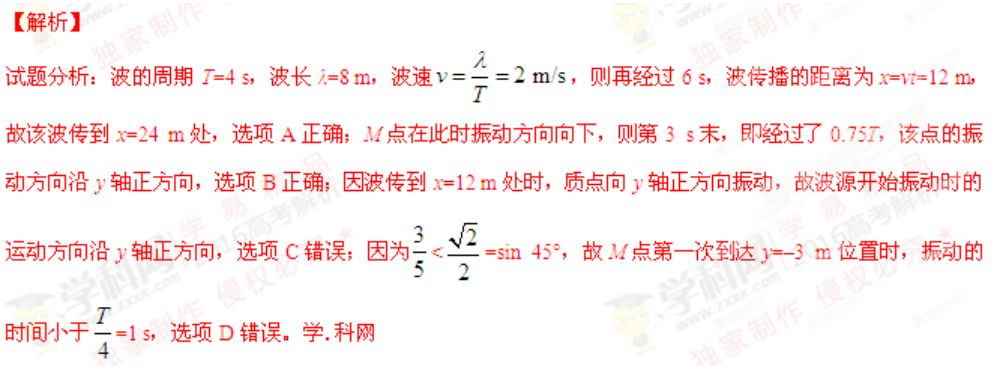 【解析】
试题分析：波的周期 T=4 s，波长 λ=8 m，波速 v = λ/T = 2 m/s，则再经过 6 s，波传播的距离为 x=vt=12 m，
故该波传到 x=24 m 处，选项 A 正确；M 点在此时振动方向向下，则第 3 s 末，即经过了 0.75T，该点的振
动方向沿 y 轴正方向，选项 B 正确；因波传到 x=12 m 处时，质点向 y 轴正方向振动，故波源开始振动时的
运动方向沿 y 轴正方向，选项 C 错误；因为 3/5 < √2/2 =sin 45°，故 M 点第一次到达 y=–3 m 位置时，振动的
时间小于 T/4 =1 s，选项 D 错误。学.科网